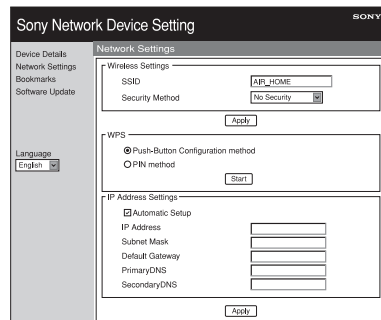 Sony Network Device Setting
SONY
Device Details
Network Settings
Bookmarks
Software Update
Language
English
Network Settings
Wireless Settings
SSID
AIR_HOME
Security Method
No Security
Apply
WPS
Push-Button Configuration method
PIN method
Start
IP Address Settings
Automatic Setup
IP Address
Subnet Mask
Default Gateway
PrimaryDNS
SecondaryDNS
Apply